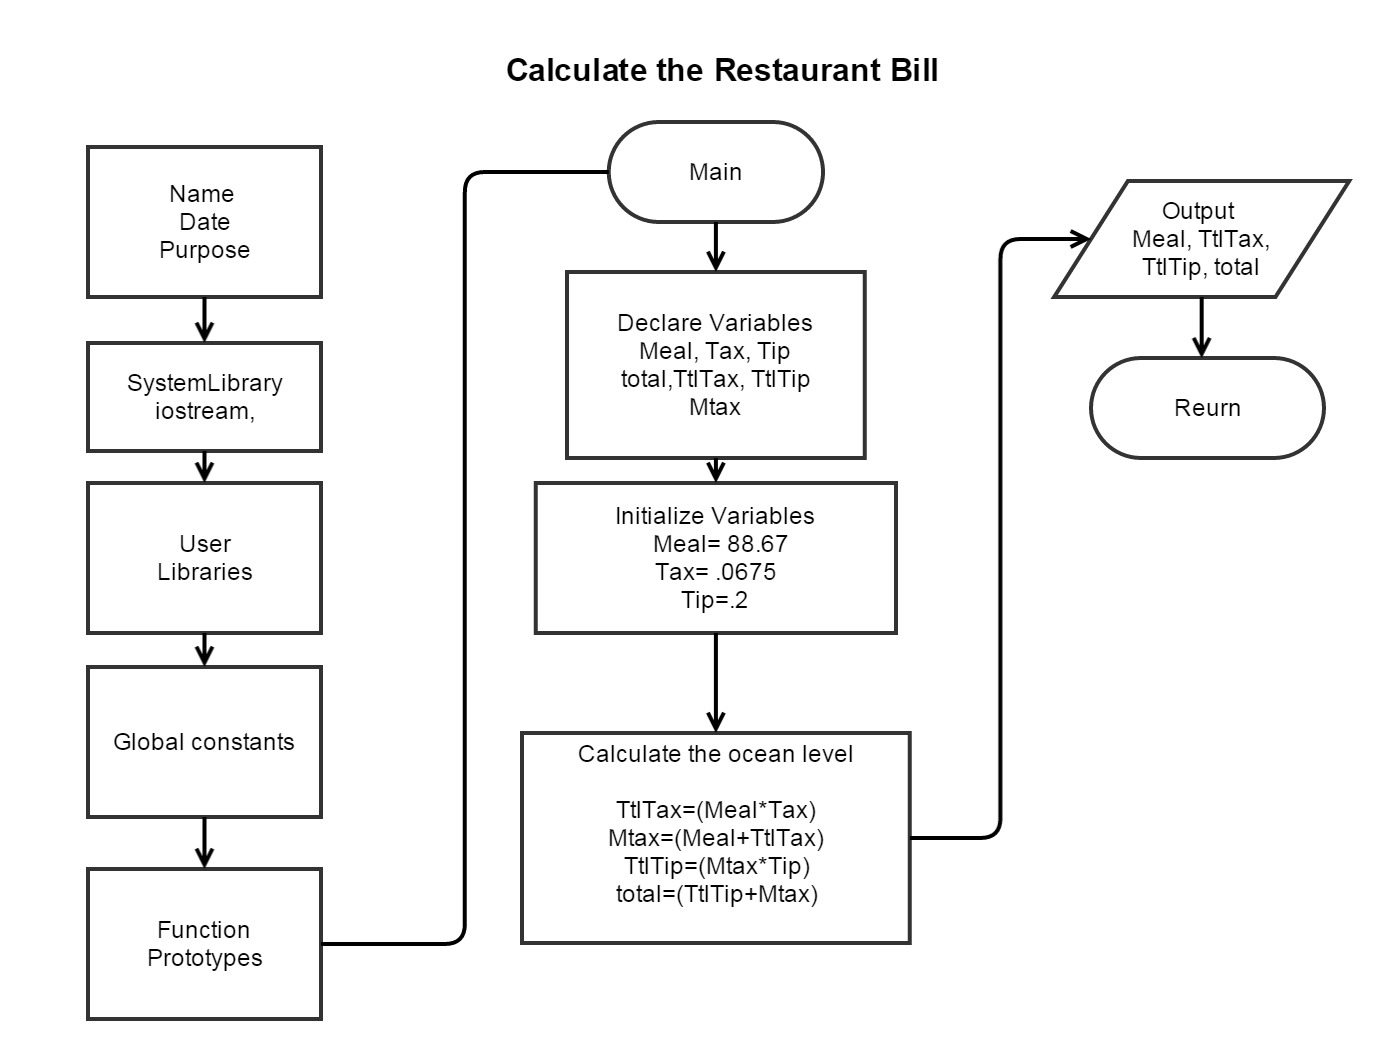 Calculate the Restaurant Bill
Name
Date
Purpose
SystemLibrary
iostream,
User
Libraries
Global constants
Function
Prototypes
Main
Declare Variables
Meal, Tax, Tip
total,TtlTax, TtlTip
Mtax
Initialize Variables
Meal= 88.67
Tax= .0675
Tip=.2
Calculate the ocean level
TtlTax=(Meal*Tax)
Mtax=(Meal+TtlTax)
TtlTip=(Mtax*Tip)
total=(TtlTip+Mtax)
Output
Meal, TtlTax,
TtlTip, total
Reurn